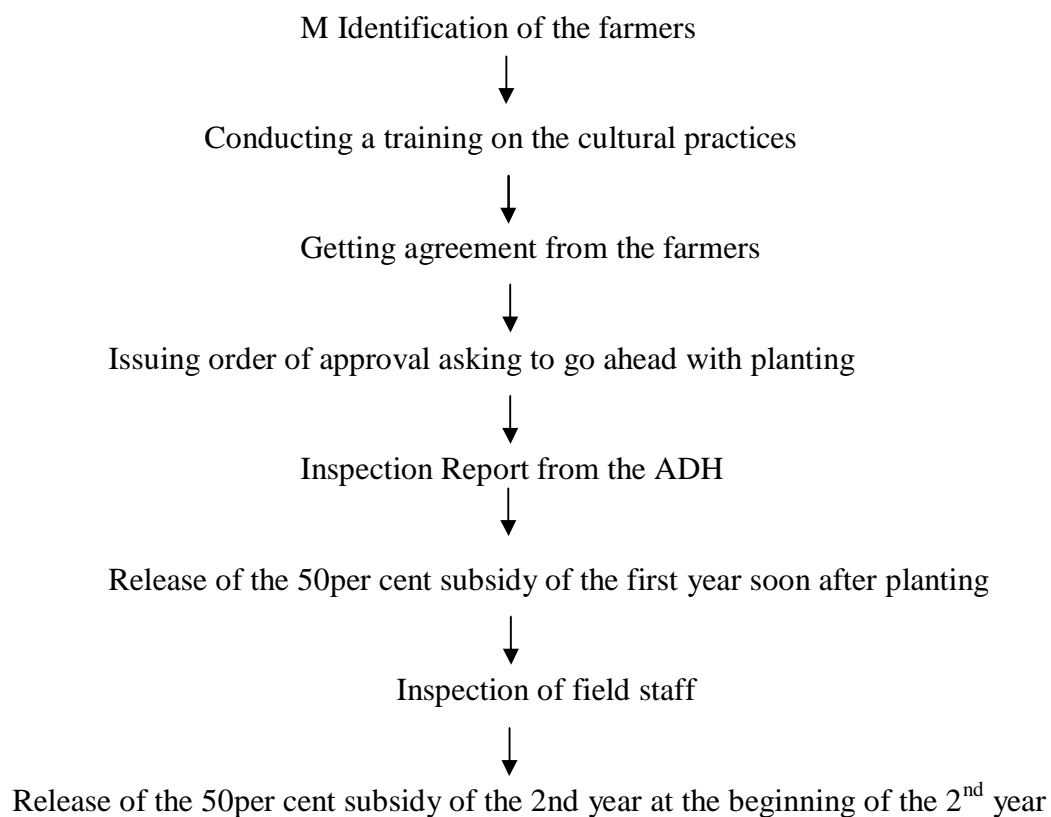 M Identification of the farmers
Conducting a training on the cultural practices
Getting agreement from the farmers
Issuing order of approval asking to go ahead with planting
Inspection Report from the ADH
Release of the 50per cent subsidy of the first year soon after planting
Inspection of field staff
Release of the 50per cent subsidy of the 2nd year at the beginning of the 2nd year